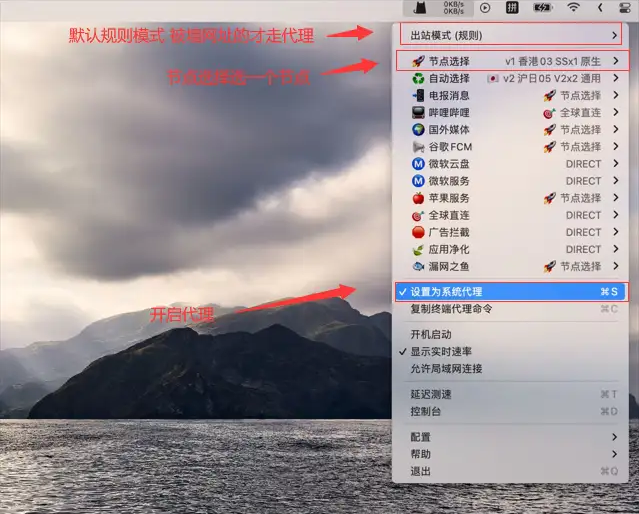 0KB/s
0KB/s
拼
默认规则模式 被墙网址的才走代理
出站模式 (规则)
节点选择 v1 香港 03 SSx1 原生
节点选择选一个节点
自动选择 v2 沪日05 V2x2 通用
电报消息 节点选择
哔哩哔哩 全球直连
国外媒体 节点选择
谷歌FCM 节点选择
微软云盘 DIRECT
微软服务 DIRECT
苹果服务 节点选择
全球直连 DIRECT
广告拦截 DIRECT
应用净化 DIRECT
漏网之鱼 节点选择
设置为系统代理 ⌘S
开启代理
复制终端代理命令 ⌘C
开机启动
显示实时速率
允许局域网连接
延迟测速 ⌘T
控制台 ⌘D
配置
帮助
退出 ⌘Q